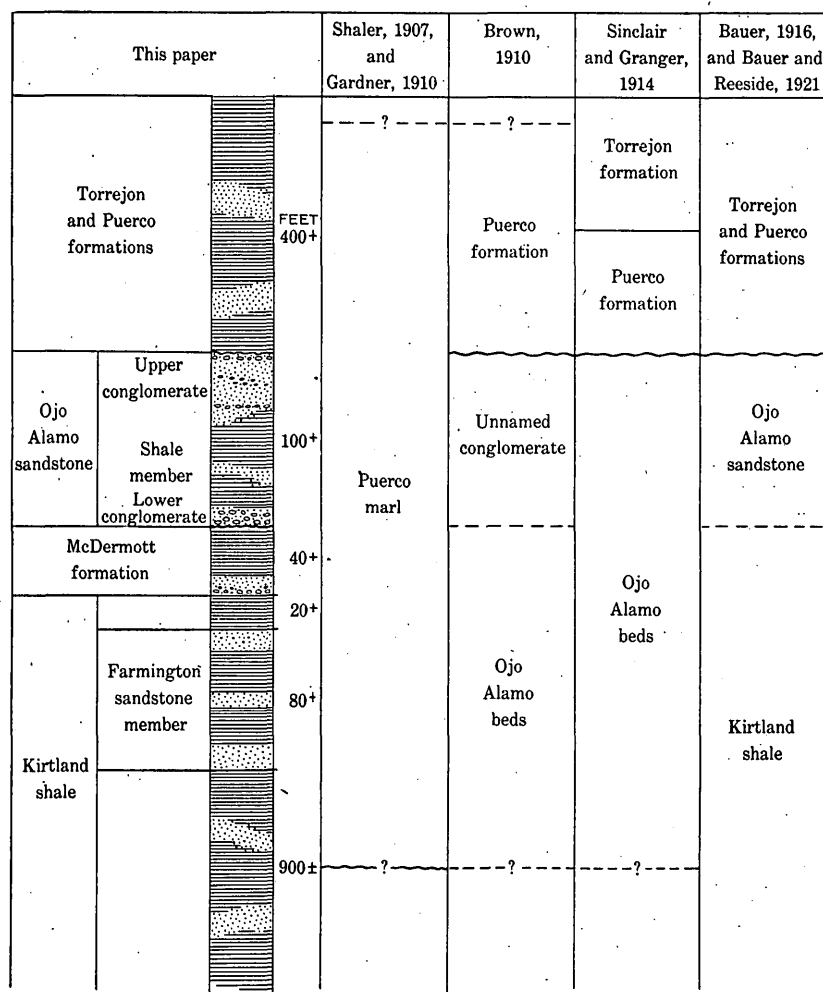 This paper
Shaler, 1907,
and
Gardner, 1910
Brown,
1910
Sinclair
and Granger,
1914
Bauer, 1916,
and Bauer and
Reeside, 1921
Torrejon
and Puerco
formations
FEET
400+
Ojo
Alamo
sandstone
Upper
conglomerate
Shale
member
Lower
conglomerate
100+
McDermott
formation
40+
20+
Farmington
sandstone
member
80+
Kirtland
shale
900±
?
Puerco
marl
?
?
Puerco
formation
Unnamed
conglomerate
Ojo
Alamo
beds
?
Torrejon
formation
Puerco
formation
Ojo
Alamo
beds
?
Torrejon
and Puerco
formations
Ojo
Alamo
sandstone
Kirtland
shale